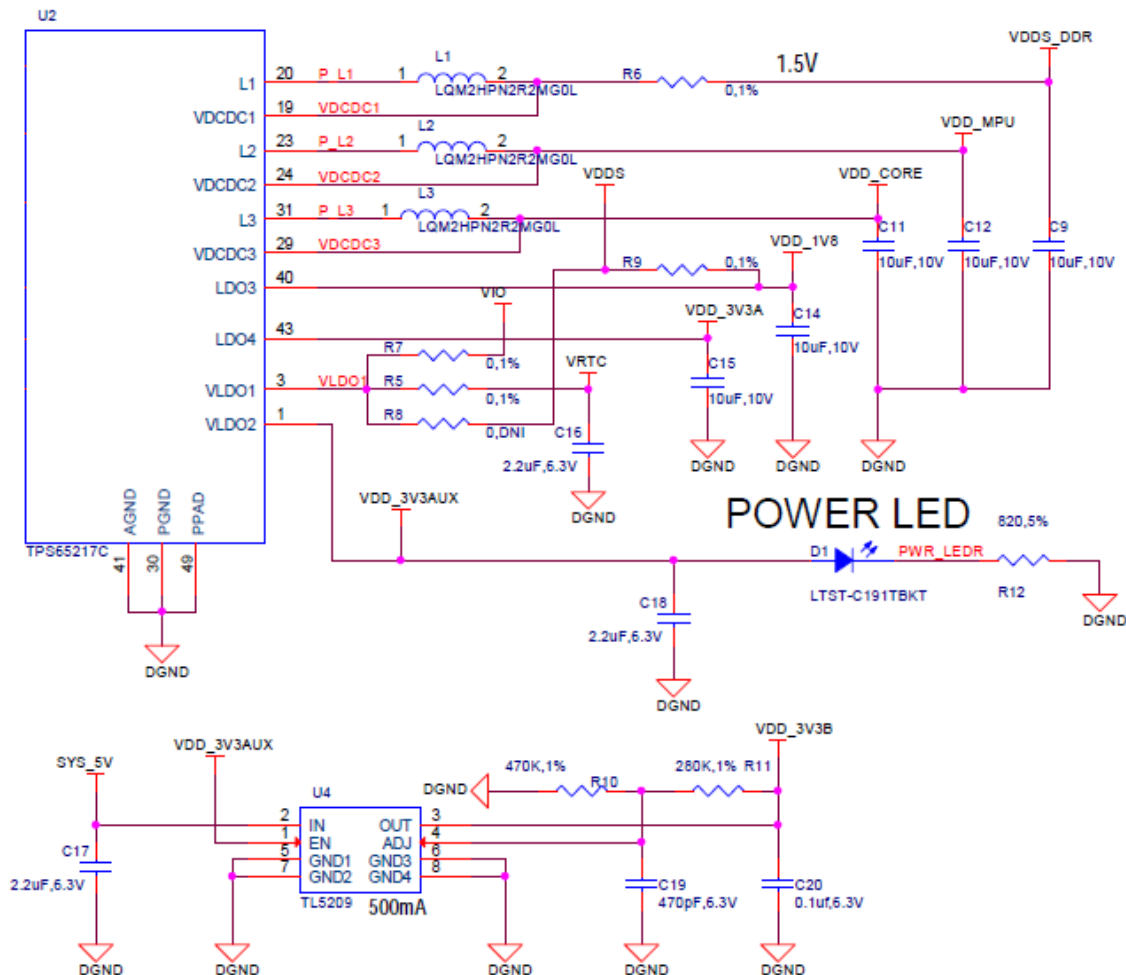 U2
VDDS_DDR
L1
20 P_L1 1 2 R6 1.5V
L1 LQM2HPN2R2MG0L 0,1%
19 VDCDC1
VDCDC1 L2 VDD_MPU
23 P_L2 1 2
L2 LQM2HPN2R2MG0L
24 VDCDC2 VDDS VDD_CORE
VDCDC2 L3
31 P_L3 1 2
L3 LQM2HPN2R2MG0L C11 C12 C9
29 VDCDC3 VDD_1V8 10uF,10V 10uF,10V 10uF,10V
VDCDC3 R9 0,1%
40
LDO3 VIO
VDD_3V3A C14
43 10uF,10V
LDO4 R7
0,1% VRTC C15
3 VLDO1 R5
VLDO1 0,1% 10uF,10V
1 R8
VLDO2 0,DNI C16
DGND DGND DGND
2.2uF,6.3V
VDD_3V3AUX DGND
AGND PGND PPAD
POWER LED 820,5%
TPS65217C
41 30 49
D1 PWR_LEDR
LTST-C191TBKT R12
C18
DGND
2.2uF,6.3V
DGND
DGND
VDD_3V3B
VDD_3V3AUX
SYS_5V 470K,1% 280K,1% R11
DGND R10
U4
2 IN OUT 3
1 EN ADJ 4
5 GND1 GND3 6
C17 7 GND2 GND4 8
2.2uF,6.3V C19 C20
TL5209 500mA 470pF,6.3V 0.1uf,6.3V
DGND DGND DGND DGND DGND